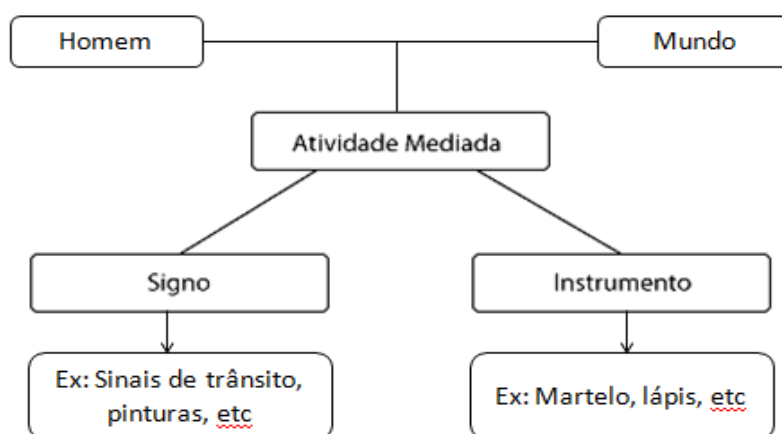 Homem
Mundo
Atividade Mediada
Signo
Instrumento
Ex: Sinais de trânsito,
pinturas, etc
Ex: Martelo, lápis, etc